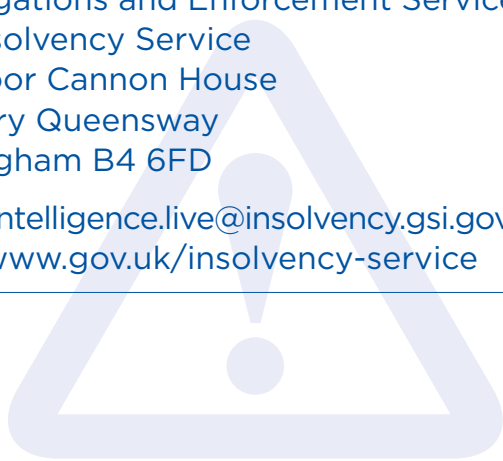 gations and Enforcement Service
solvency Service
oor Cannon House
ry Queensway
gham B4 6FD
ntelligence.live@insolvency.gsi.gov
www.gov.uk/insolvency-service